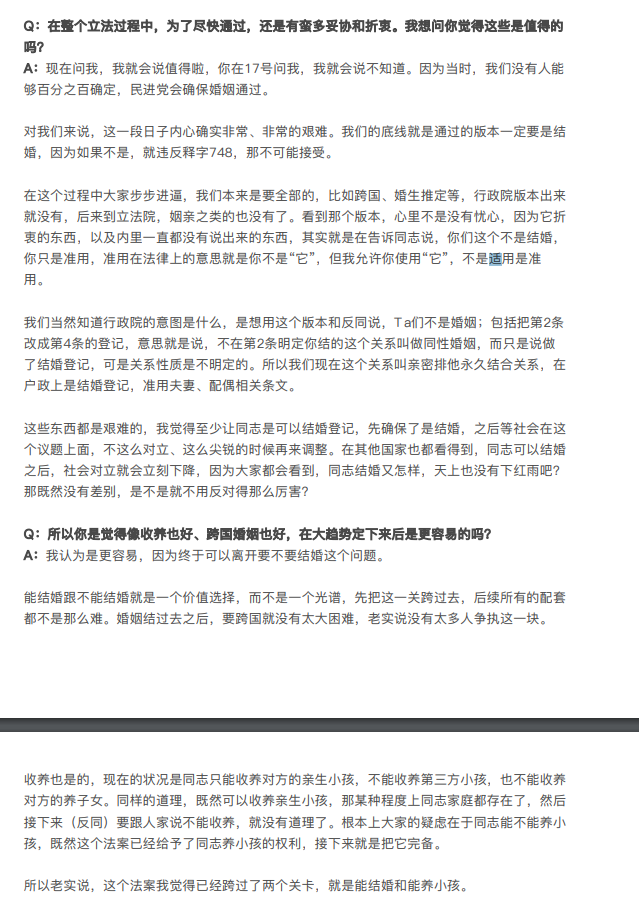 Q：在整个立法过程中，为了尽快通过，还是有蛮多妥协和折衷。我想问你觉得这些是值得的
吗？
A：现在问我，我就会说值得啦，你在17号问我，我就会说不知道。因为当时，我们没有人能
够百分之百确定，民进党会确保婚姻通过。
对我们来说，这一段日子内心确实非常、非常的艰难。我们的底线就是通过的版本一定要是结
婚，因为如果不是，就违反释字748，那不可能接受。
在这个过程中大家步步进逼，我们本来是要全部的，比如跨国、婚生推定等，行政院版本出来
就没有，后来到立法院，姻亲之类的也没有了。看到那个版本，心里不是没有忧心，因为它折
衷的东西，以及内里一直都没有说出来的东西，其实就是在告诉同志说，你们这个不是结婚，
你只是准用，准用在法律上的意思就是你不是“它”，但我允许你使用“它”，不是适用是准
用。
我们当然知道行政院的意图是什么，是想用这个版本和反同说，Ta们不是婚姻；包括把第2条
改成第4条的登记，意思就是说，不在第2条明定你结的这个关系叫做同性婚姻，而只是说做
了结婚登记，可是关系性质是不明定的。所以我们现在这个关系叫亲密排他永久结合关系，在
户政上是结婚登记，准用夫妻、配偶相关条文。
这些东西都是艰难的，我觉得至少让同志是可以结婚登记，先确保了是结婚，之后等社会在这
个议题上面，不这么对立、这么尖锐的时候再来调整。在其他国家也都看得到，同志可以结婚
之后，社会对立就会立刻下降，因为大家都会看到，同志结婚又怎样，天上也没有下红雨吧？
那既然没有差别，是不是就不用反对得那么厉害？
Q：所以你是觉得像收养也好、跨国婚姻也好，在大趋势定下来后是更容易的吗？
A：我认为是更容易，因为终于可以离开要不要结婚这个问题。
能结婚跟不能结婚就是一个价值选择，而不是一个光谱，先把这一关跨过去，后续所有的配套
都不是那么难。婚姻结过去之后，要跨国就没有太大困难，老实说没有太多人争执这一块。
收养也是的，现在的状况是同志只能收养对方的亲生小孩，不能收养第三方小孩，也不能收养
对方的养子女。同样的道理，既然可以收养亲生小孩，那某种程度上同志家庭都存在了，然后
接下来（反同）要跟人家说不能收养，就没有道理了。根本上大家的疑虑在于同志能不能养小
孩，既然这个法案已经给予了同志养小孩的权利，接下来就是把它完备。
所以老实说，这个法案我觉得已经跨过了两个关卡，就是能结婚和能养小孩。